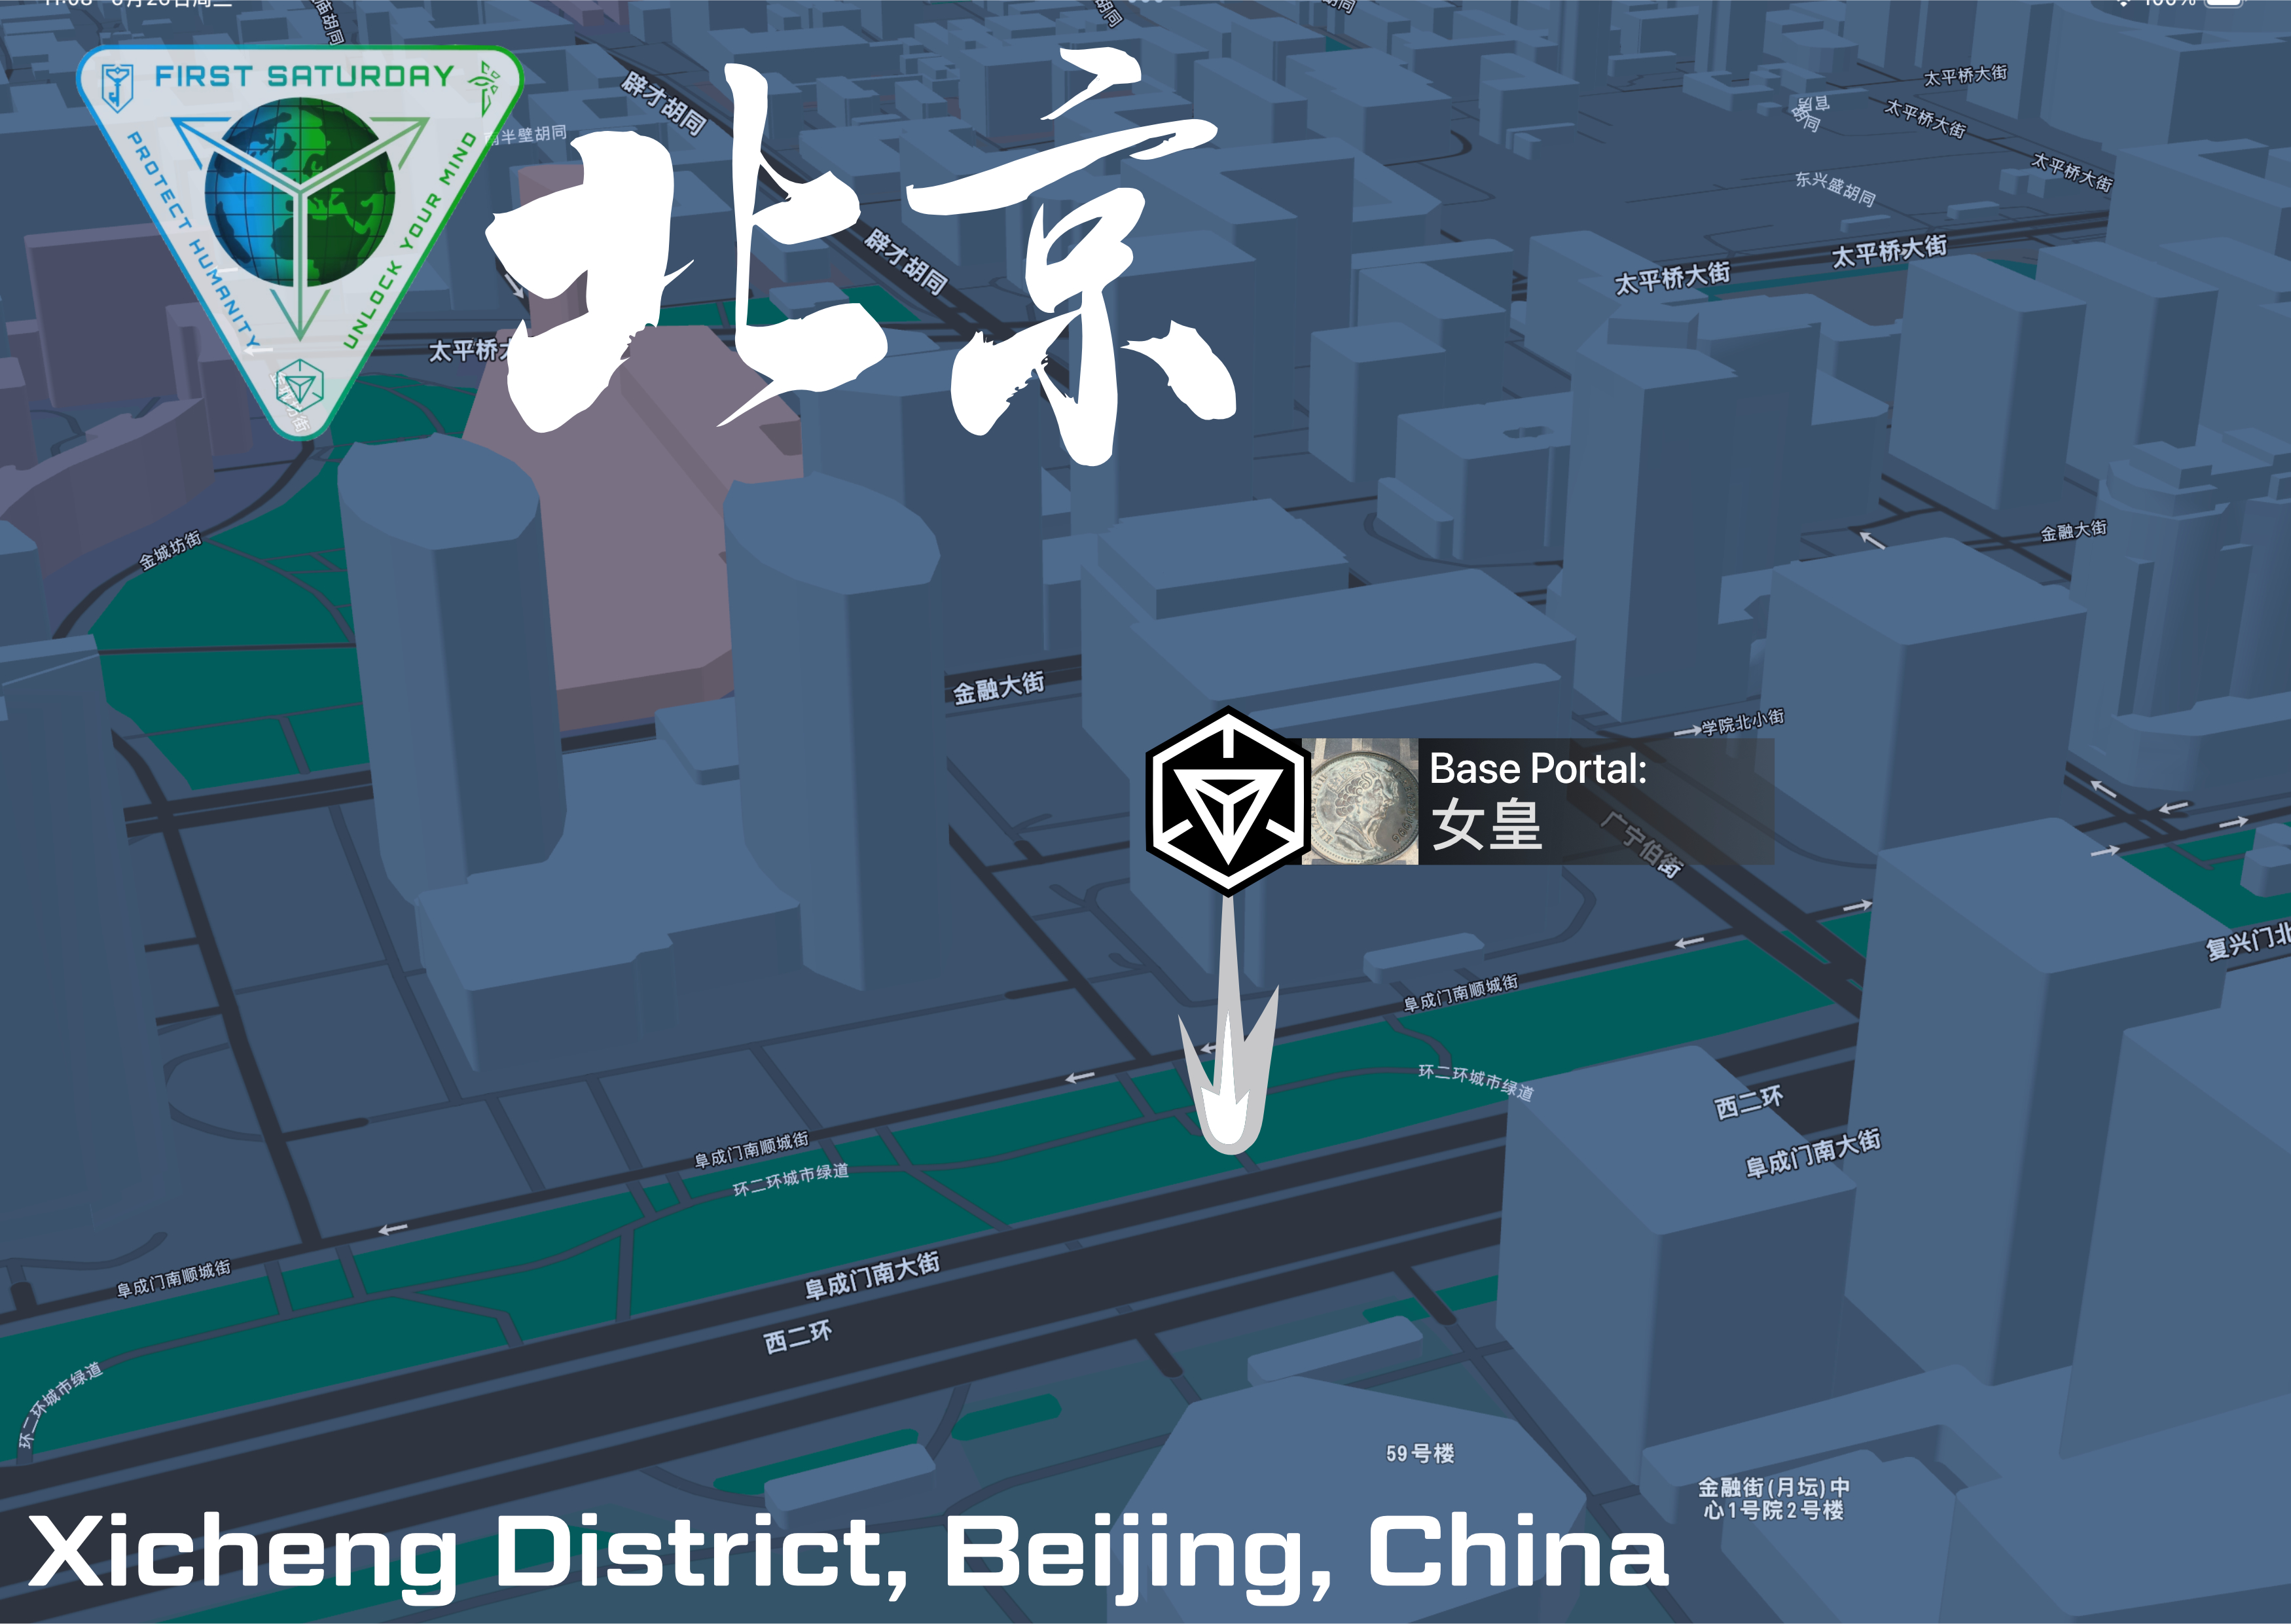 FIRST SATURDAY
PROTECT HUMANITY
UNLOCK YOUR MIND
北京
辟才胡同
太平桥大街
太平桥大街
太平桥大街
东兴盛胡同
辟才胡同
太平桥大街
太平桥大街
金融大街
金城坊街
金融大街
学院北小街
Base Portal:
女皇
广宁伯街
复兴门北
阜成门南顺城街
环二环城市绿道
西二环
阜成门南大街
阜成门南顺城街
环二环城市绿道
阜成门南顺城街
阜成门南大街
西二环
环二环城市绿道
59号楼
金融街(月坛)中
心1号院2号楼
Xicheng District, Beijing, China